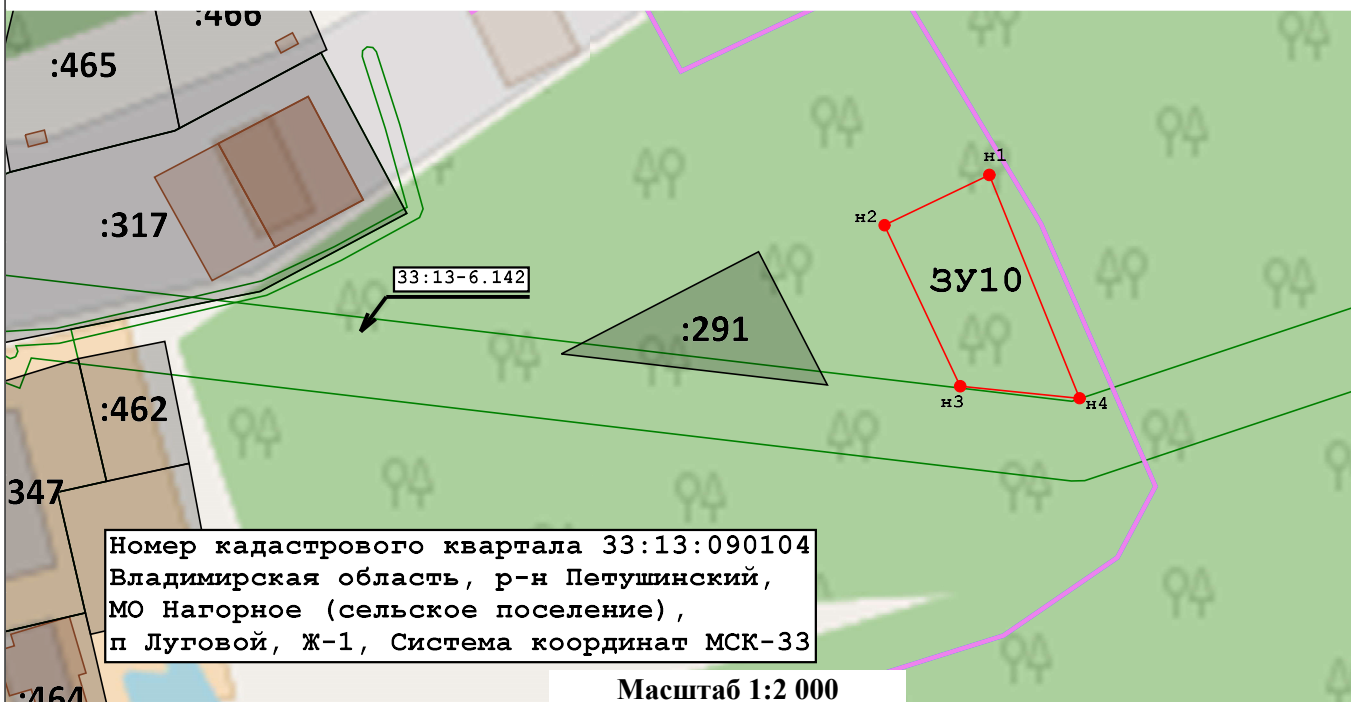 :466
:465
н1
:317
н2
33:13-6.142
ЗУ10
:291
н3
н4
:462
347
Номер кадастрового квартала 33:13:090104
Владимирская область, р-н Петушинский,
МО Нагорное (сельское поселение),
п Луговой, Ж-1, Система координат МСК-33
:464
Масштаб 1:2 000